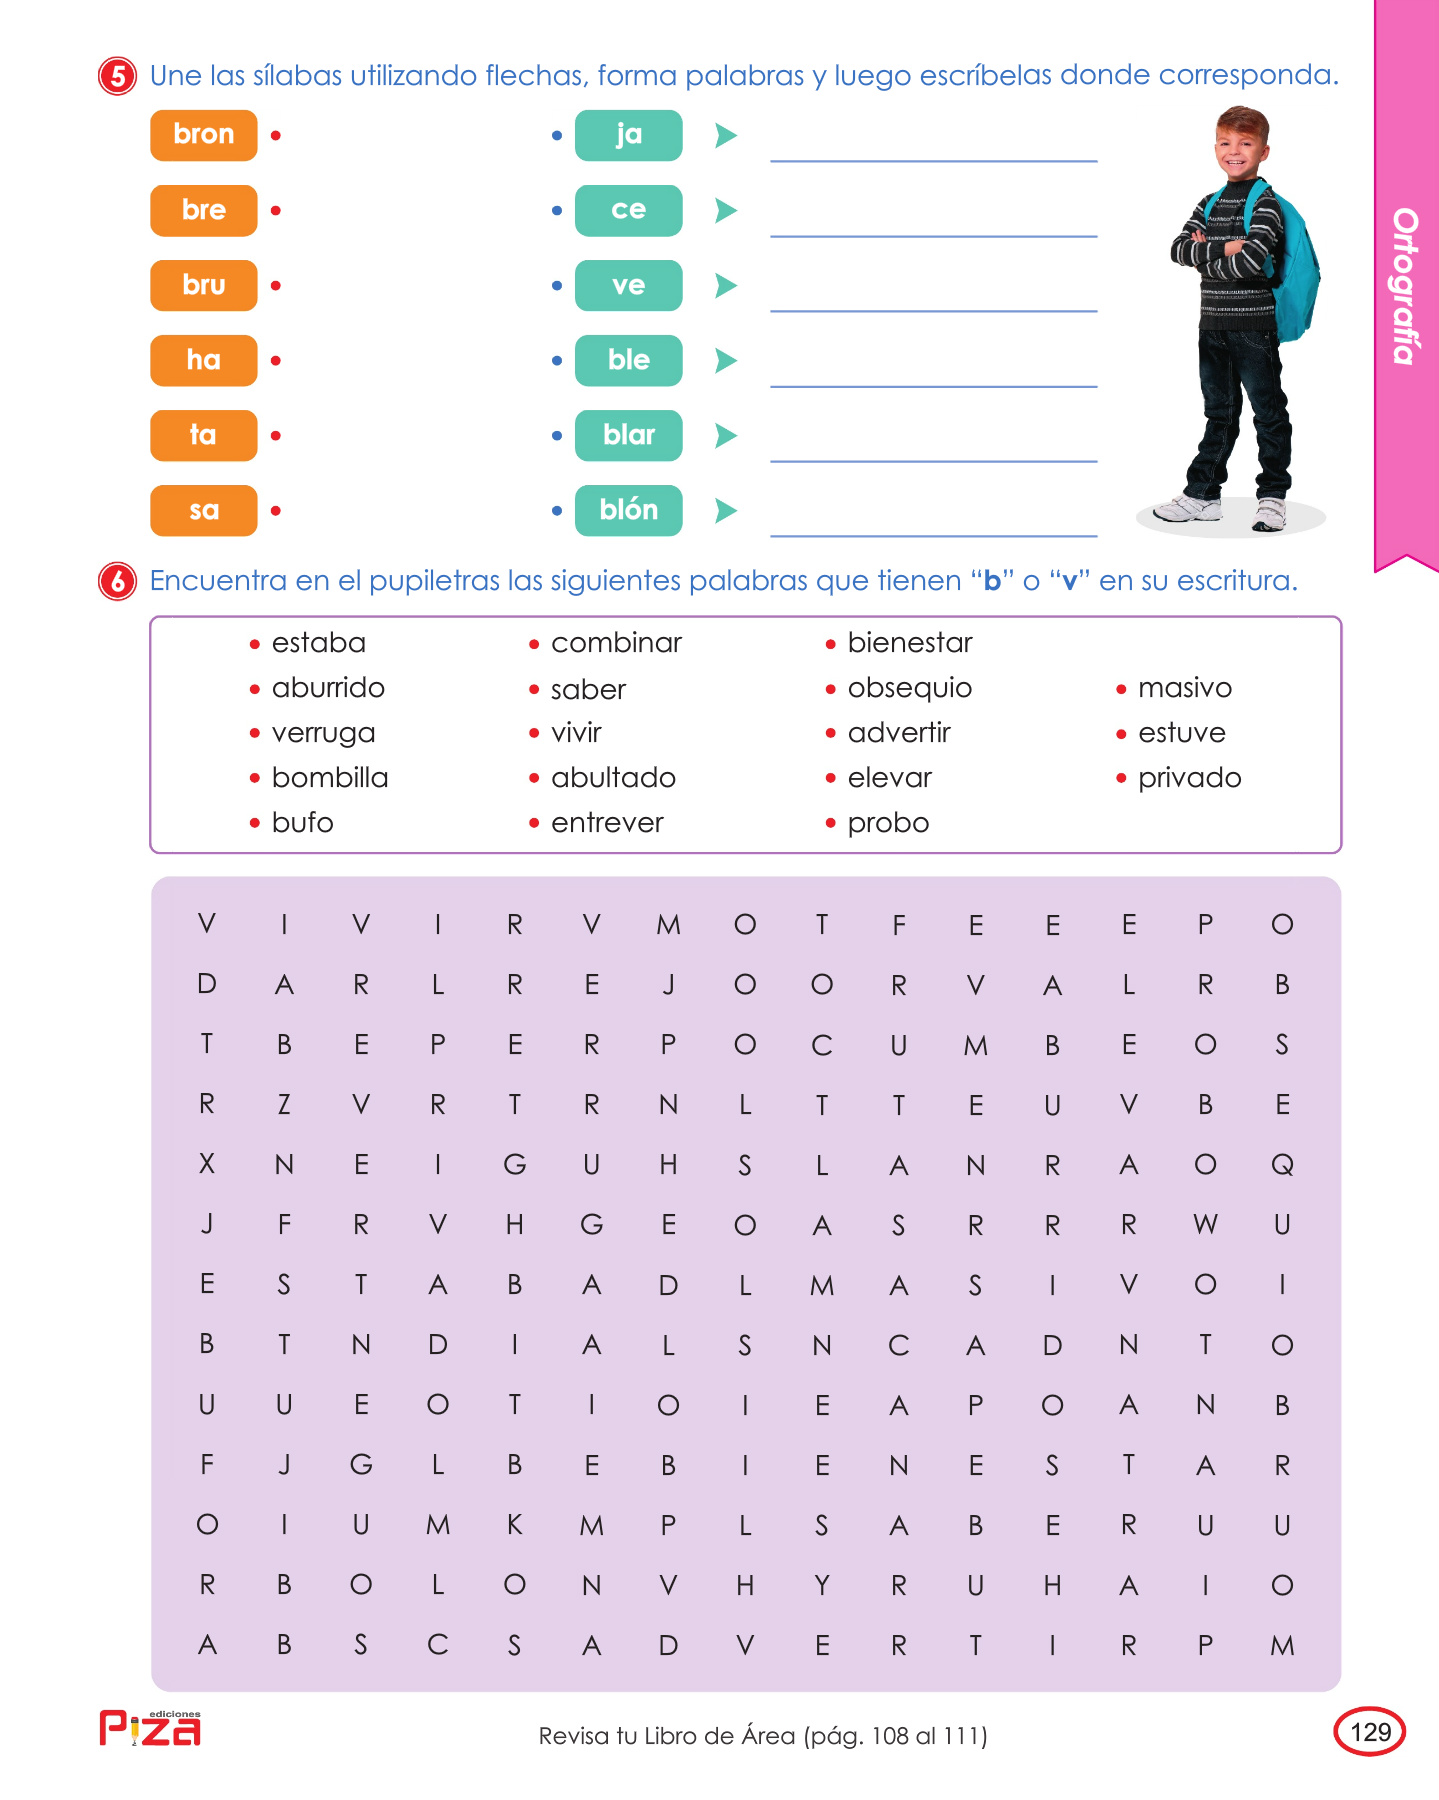 5 Une las sílabas utilizando flechas, forma palabras y luego escríbelas donde corresponda.
bron ja
bre ce
bru ve
ha ble
ta blar
sa blón
Ortografía
6 Encuentra en el pupiletras las siguientes palabras que tienen “b” o “v” en su escritura.
• estaba • combinar • bienestar
• aburrido • saber • obsequio • masivo
• verruga • vivir • advertir • estuve
• bombilla • abultado • elevar • privado
• bufo • entrever • probo
V I V I R V M O T F E E E P O
D A R L R E J O O R V A L R B
T B E P E R P O C U M B E O S
R Z V R T R N L T T E U V B E
X N E I G U H S L A N R A O Q
J F R V H G E O A S R R R W U
E S T A B A D L M A S I V O I
B T N D I A L S N C A D N T O
U U E O T I O I E A P O A N B
F J G L B E B I E N E S T A R
O I U M K M P L S A B E R U U
R B O L O N V H Y R U H A I O
A B S C S A D V E R T I R P M
ediciones
PIZA
Revisa tu Libro de Área (pág. 108 al 111)
129